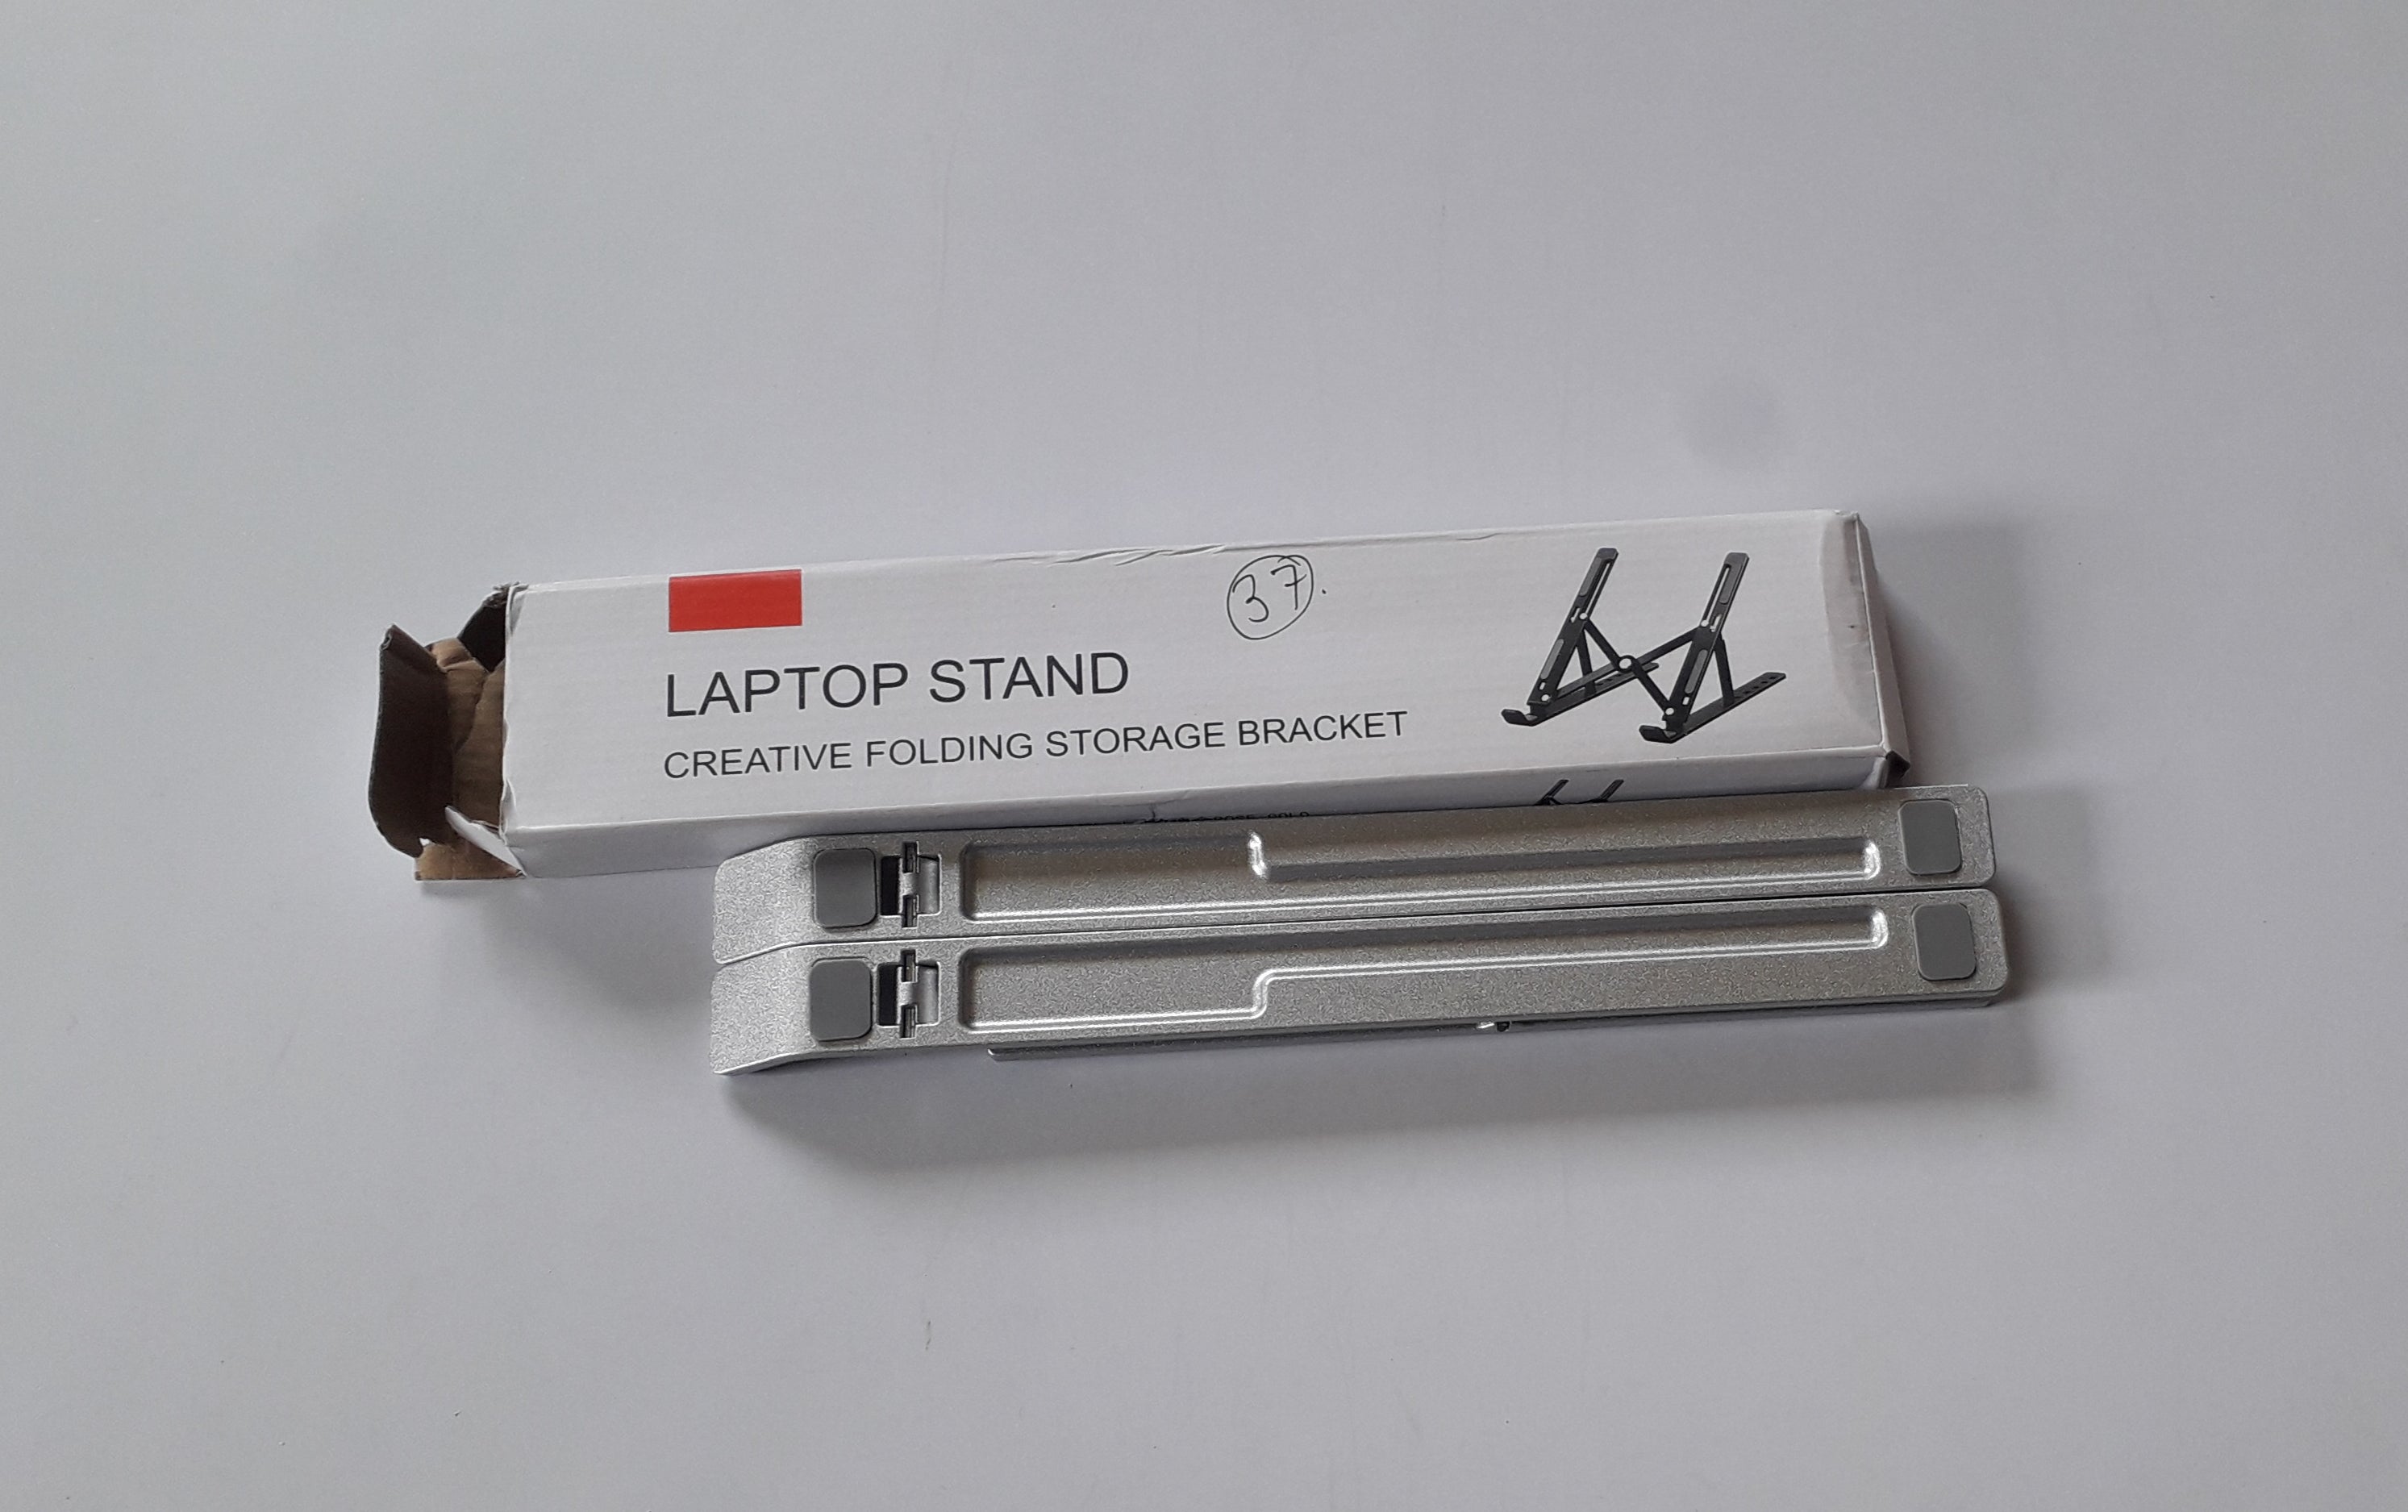 37.
LAPTOP STAND
CREATIVE FOLDING STORAGE BRACKET